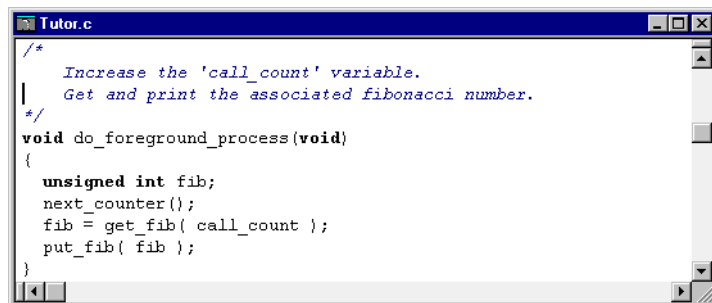 Tutor.c
/*
Increase the 'call_count' variable.
Get and print the associated fibonacci number.
*/
void do_foreground_process(void)
{
unsigned int fib;
next_counter();
fib = get_fib( call_count );
put_fib( fib );
}